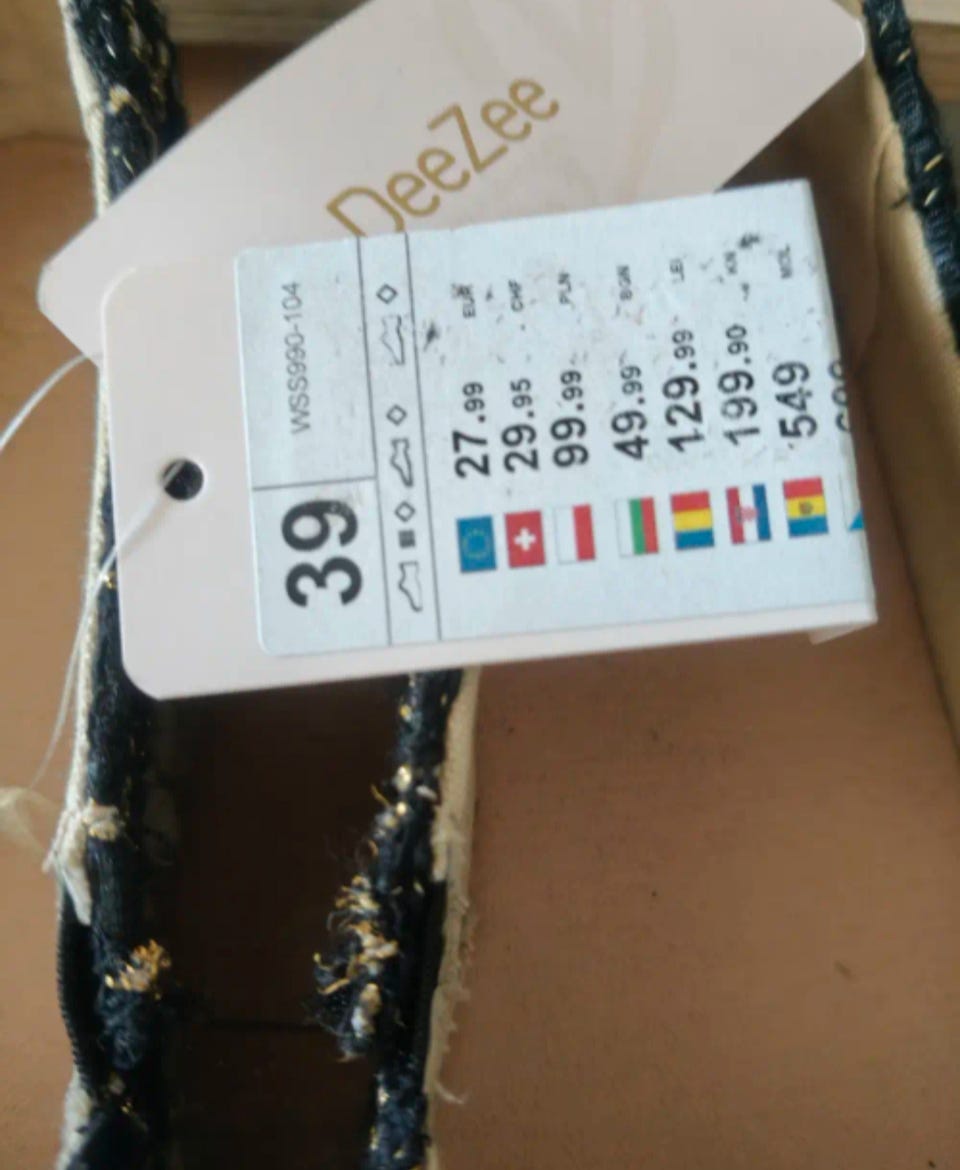 DeeZee
WSS990-104
39
27.99 EUR
29.95 CHF
99.99 PLN
49.99 BGN
129.99 LEI
199.90 KN
549 MDL